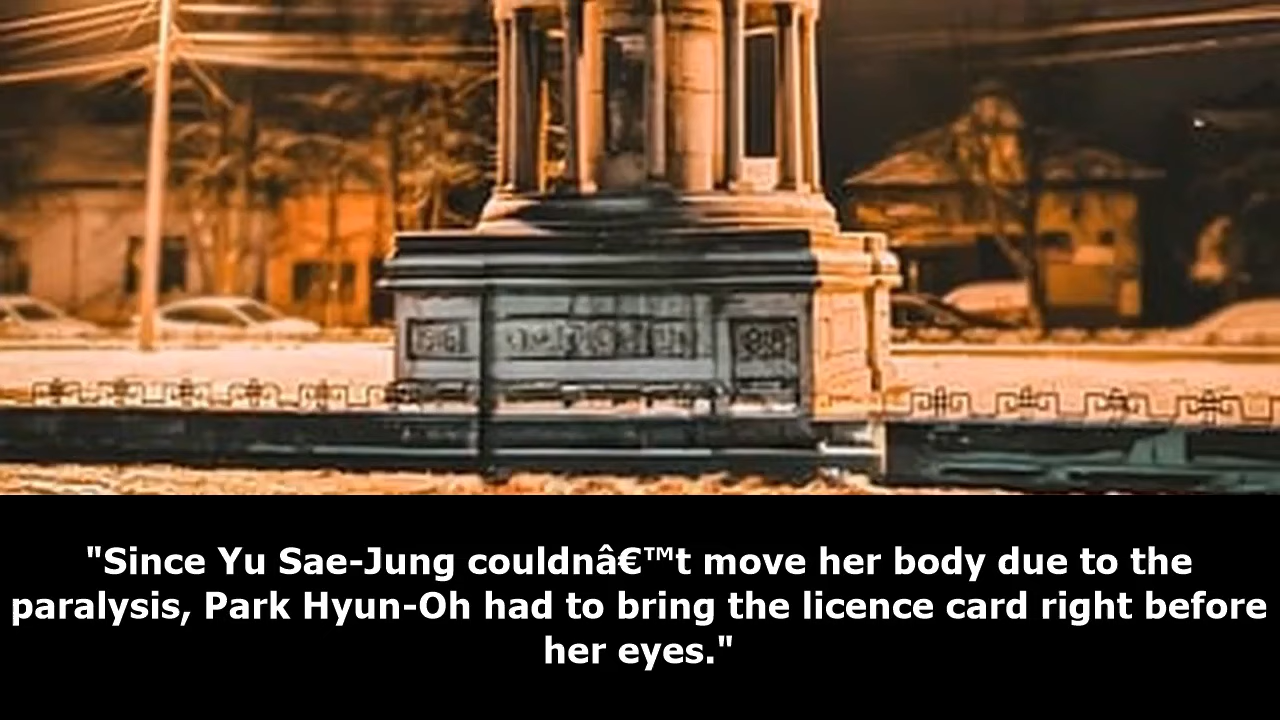 "Since Yu Sae-Jung couldnâ€™t move her body due to the
paralysis, Park Hyun-Oh had to bring the licence card right before
her eyes."